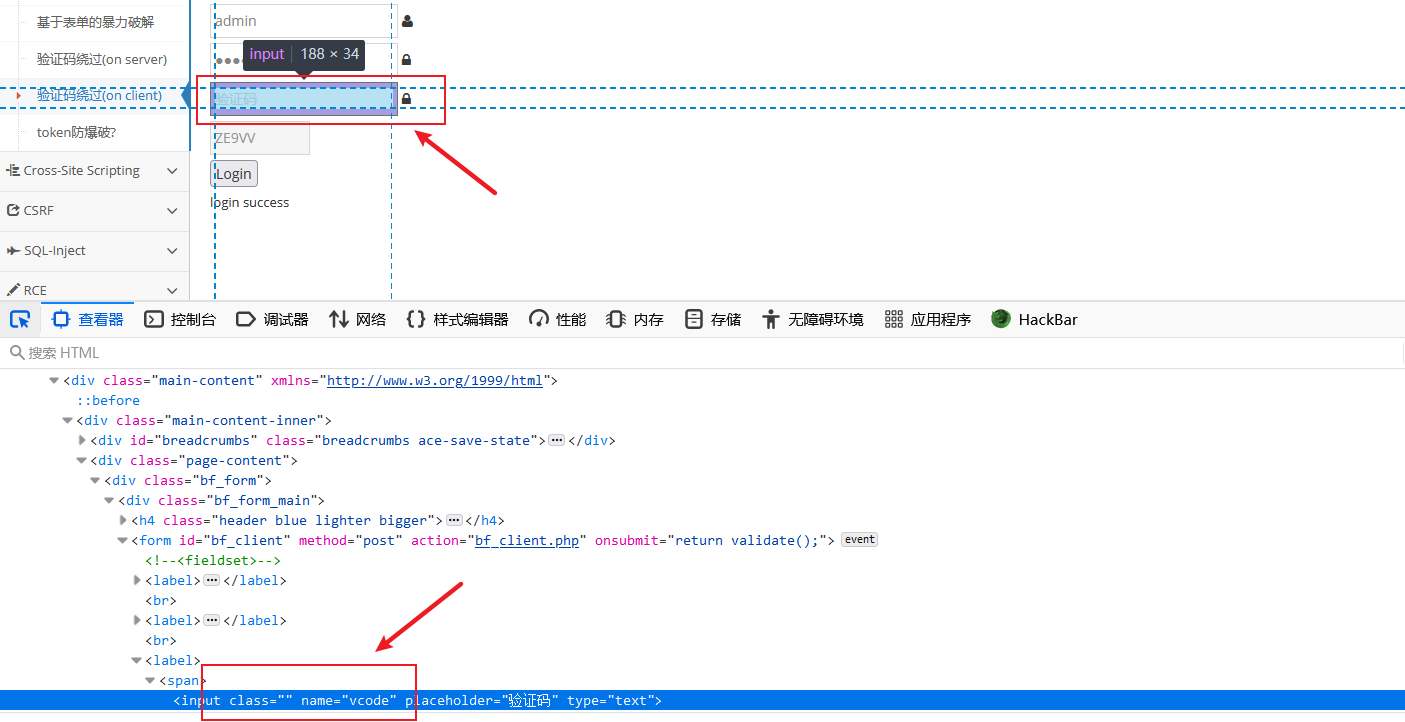 基于表单的暴力破解
验证码绕过(on server)
验证码绕过(on client)
token防爆破?
Cross-Site Scripting
CSRF
SQL-Inject
RCE
admin
input 188 × 34
验证码
ZE9VV
Login
login success
查看器 控制台 调试器 网络 样式编辑器 性能 内存 存储 无障碍环境 应用程序 HackBar
搜索 HTML
<div class="main-content" xmlns="http://www.w3.org/1999/html">
::before
<div class="main-content-inner">
<div id="breadcrumbs" class="breadcrumbs ace-save-state">…</div>
<div class="page-content">
<div class="bf_form">
<div class="bf_form_main">
<h4 class="header blue lighter bigger">…</h4>
<form id="bf_client" method="post" action="bf_client.php" onsubmit="return validate();"> event
<!--<fieldset>-->
<label>…</label>
<br>
<label>…</label>
<br>
<label>
<span>
<input class="" name="vcode" placeholder="验证码" type="text">